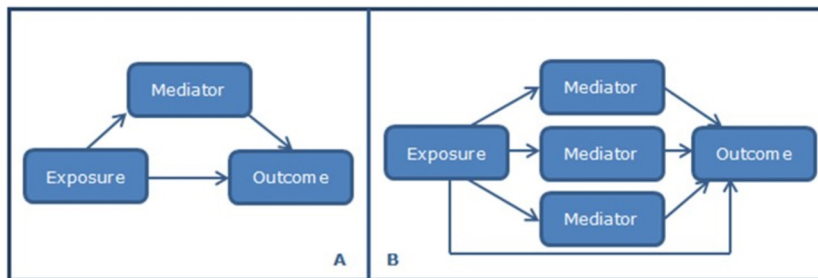 Mediator
Exposure
Outcome
A
Mediator
Exposure
Mediator
Outcome
Mediator
B